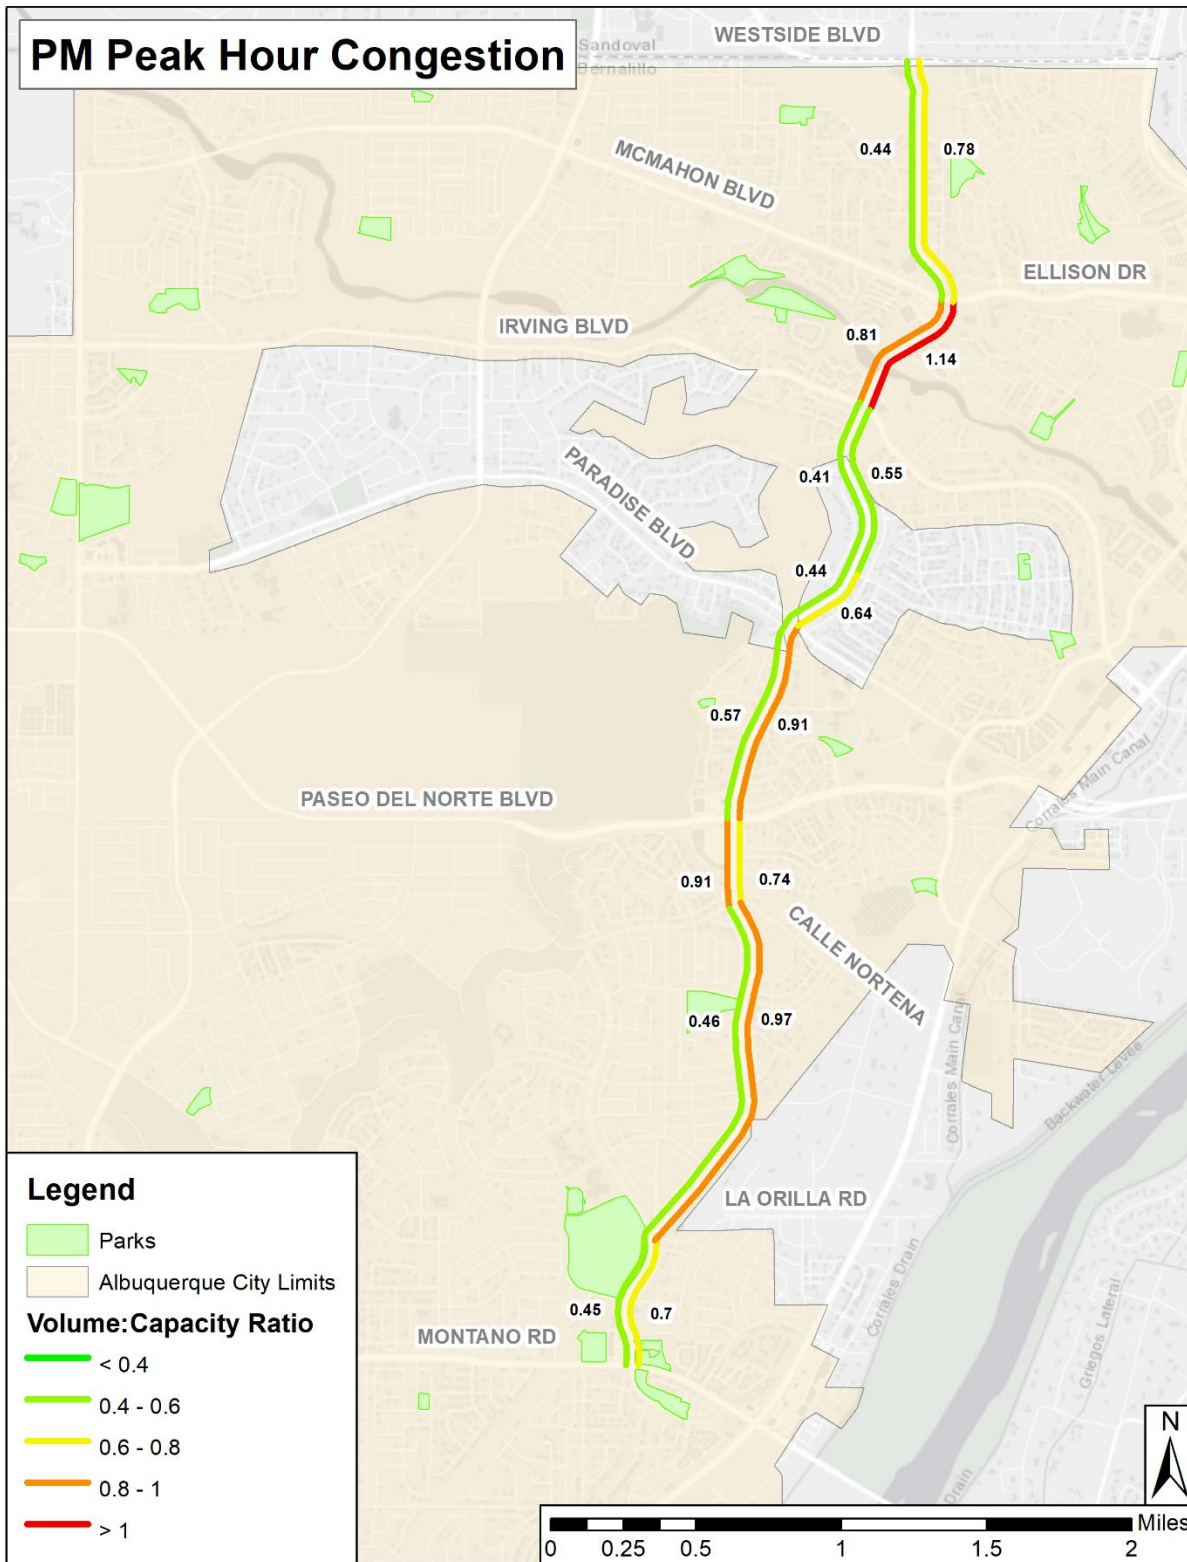 PM Peak Hour Congestion
WESTSIDE BLVD
Sandoval
Bernalillo
0.44
0.78
MCMAHON BLVD
ELLISON DR
IRVING BLVD
0.81
1.14
0.41
0.55
PARADISE BLVD
0.44
0.64
0.57
0.91
PASEO DEL NORTE BLVD
Corrales Main Canal
0.91
0.74
CALLE NORTENA
0.46
0.97
Corrales Main Canal
Backwater Levee
LA ORILLA RD
Corrales Drain
Griegos Lateral
0.45
0.7
MONTANO RD
Drain
Legend
Parks
Albuquerque City Limits
Volume:Capacity Ratio
< 0.4
0.4 - 0.6
0.6 - 0.8
0.8 - 1
> 1
N
Miles
0 0.25 0.5 1 1.5 2